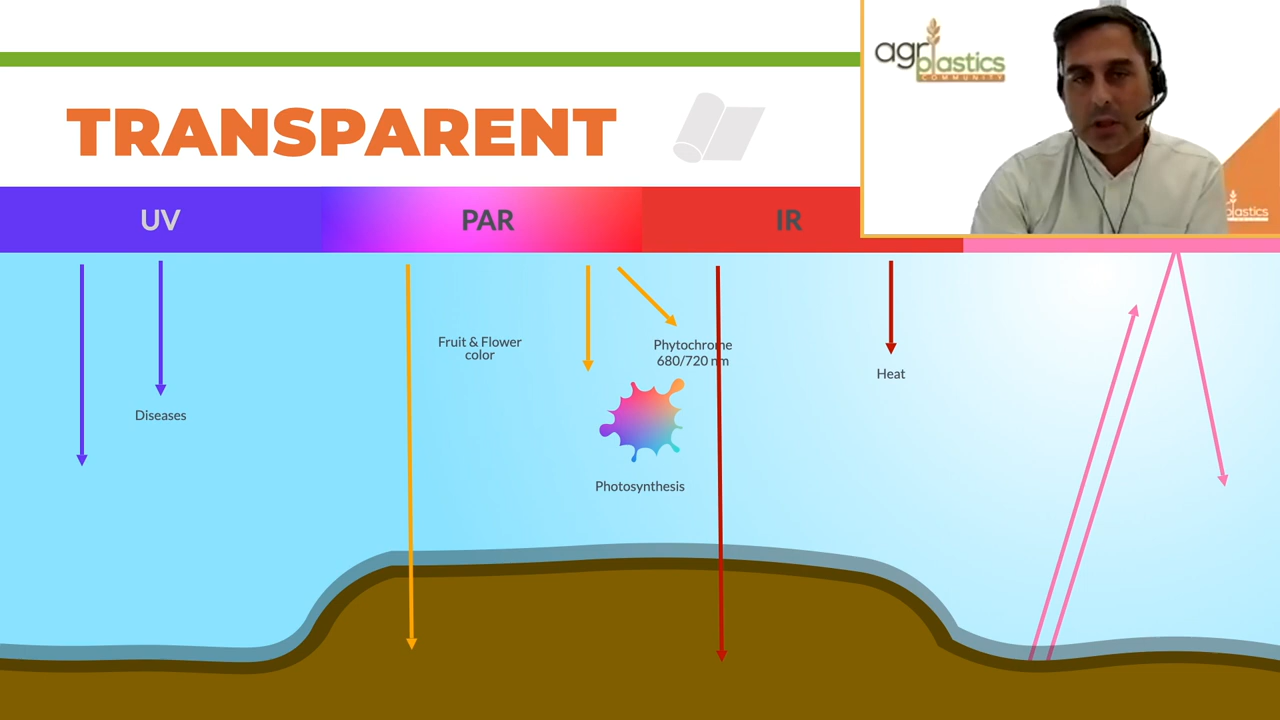 agriplastics
COMMUNITY
TRANSPARENT
UV
PAR
IR
plastics
Fruit & Flower
color
Phytochrome
680/720 nm
Heat
Diseases
Photosynthesis